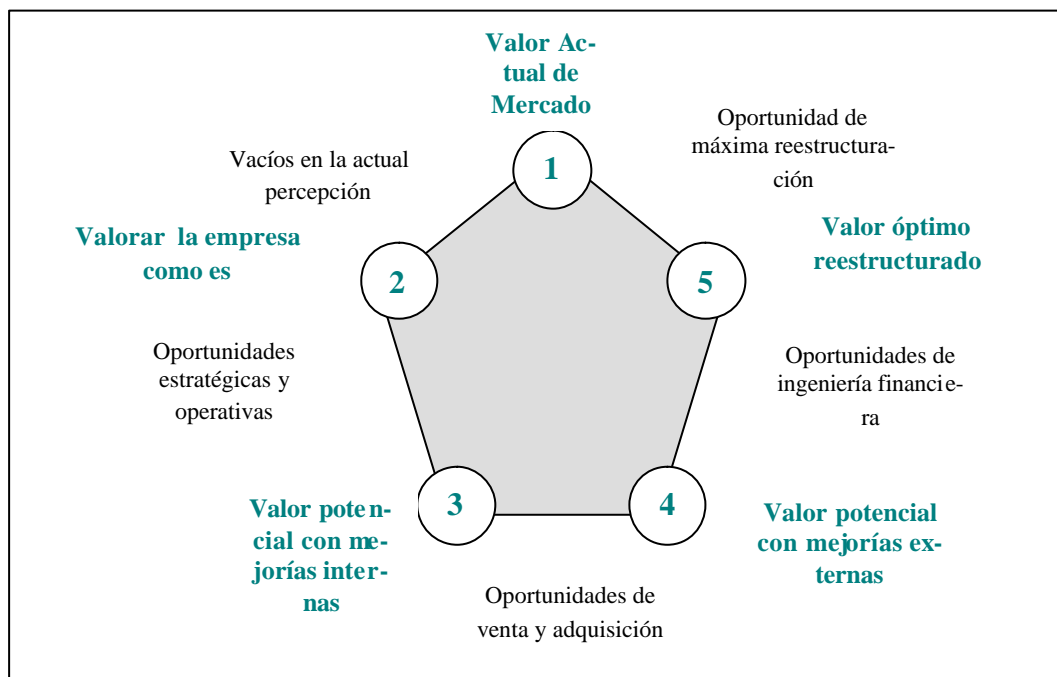 Valor Ac-
tual de
Mercado
Oportunidad de
máxima reestructura-
ción
Vacíos en la actual
percepción
1
Valorar la empresa
como es
Valor óptimo
reestructurado
2
5
Oportunidades
estratégicas y
operativas
Oportunidades de
ingeniería financie-
ra
3
4
Valor poten-
cial con me-
jorías inter-
nas
Valor potencial
con mejorías ex-
ternas
Oportunidades de
venta y adquisición